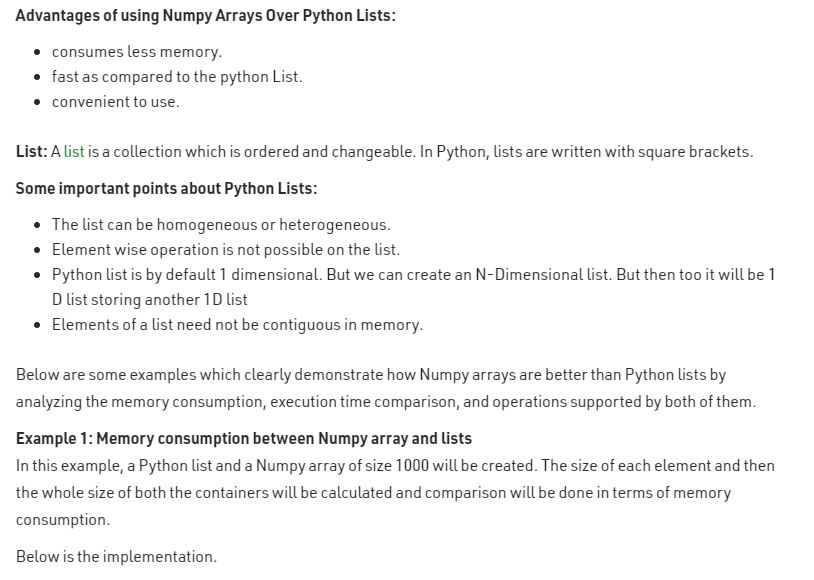 Advantages of using Numpy Arrays Over Python Lists:
• consumes less memory.
• fast as compared to the python List.
• convenient to use.
List: A list is a collection which is ordered and changeable. In Python, lists are written with square brackets.
Some important points about Python Lists:
• The list can be homogeneous or heterogeneous.
• Element wise operation is not possible on the list.
• Python list is by default 1 dimensional. But we can create an N-Dimensional list. But then too it will be 1
D list storing another 1D list
• Elements of a list need not be contiguous in memory.
Below are some examples which clearly demonstrate how Numpy arrays are better than Python lists by
analyzing the memory consumption, execution time comparison, and operations supported by both of them.
Example 1: Memory consumption between Numpy array and lists
In this example, a Python list and a Numpy array of size 1000 will be created. The size of each element and then
the whole size of both the containers will be calculated and comparison will be done in terms of memory
consumption.
Below is the implementation.